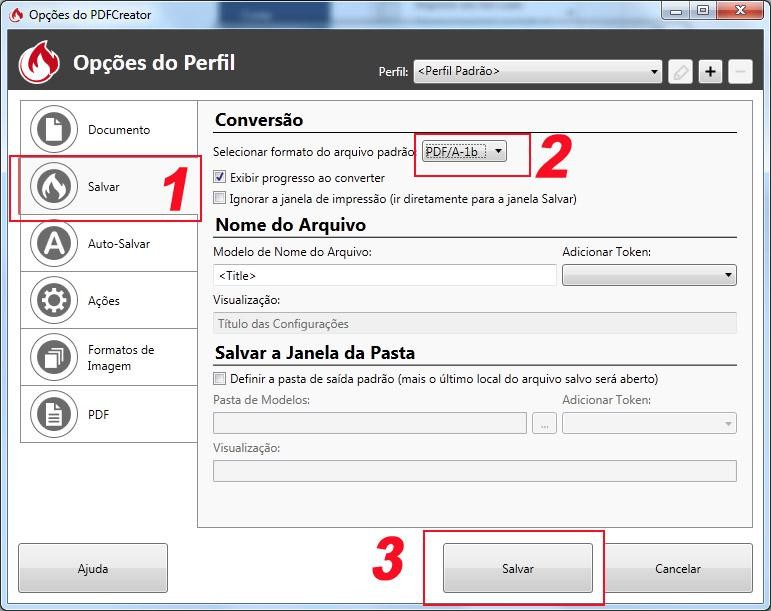 Opções do PDFCreator
Opções do Perfil
Perfil: <Perfil Padrão>
Documento
Salvar
1
Auto-Salvar
Ações
Formatos de
Imagem
PDF
Conversão
Selecionar formato do arquivo padrão: PDF/A-1b
2
Exibir progresso ao converter
Ignorar a janela de impressão (ir diretamente para a janela Salvar)
Nome do Arquivo
Modelo de Nome do Arquivo: Adicionar Token:
<Title>
Visualização:
Título das Configurações
Salvar a Janela da Pasta
Definir a pasta de saída padrão (mais o último local do arquivo salvo será aberto)
Pasta de Modelos: Adicionar Token:
...
Visualização:
Ajuda
3
Salvar
Cancelar